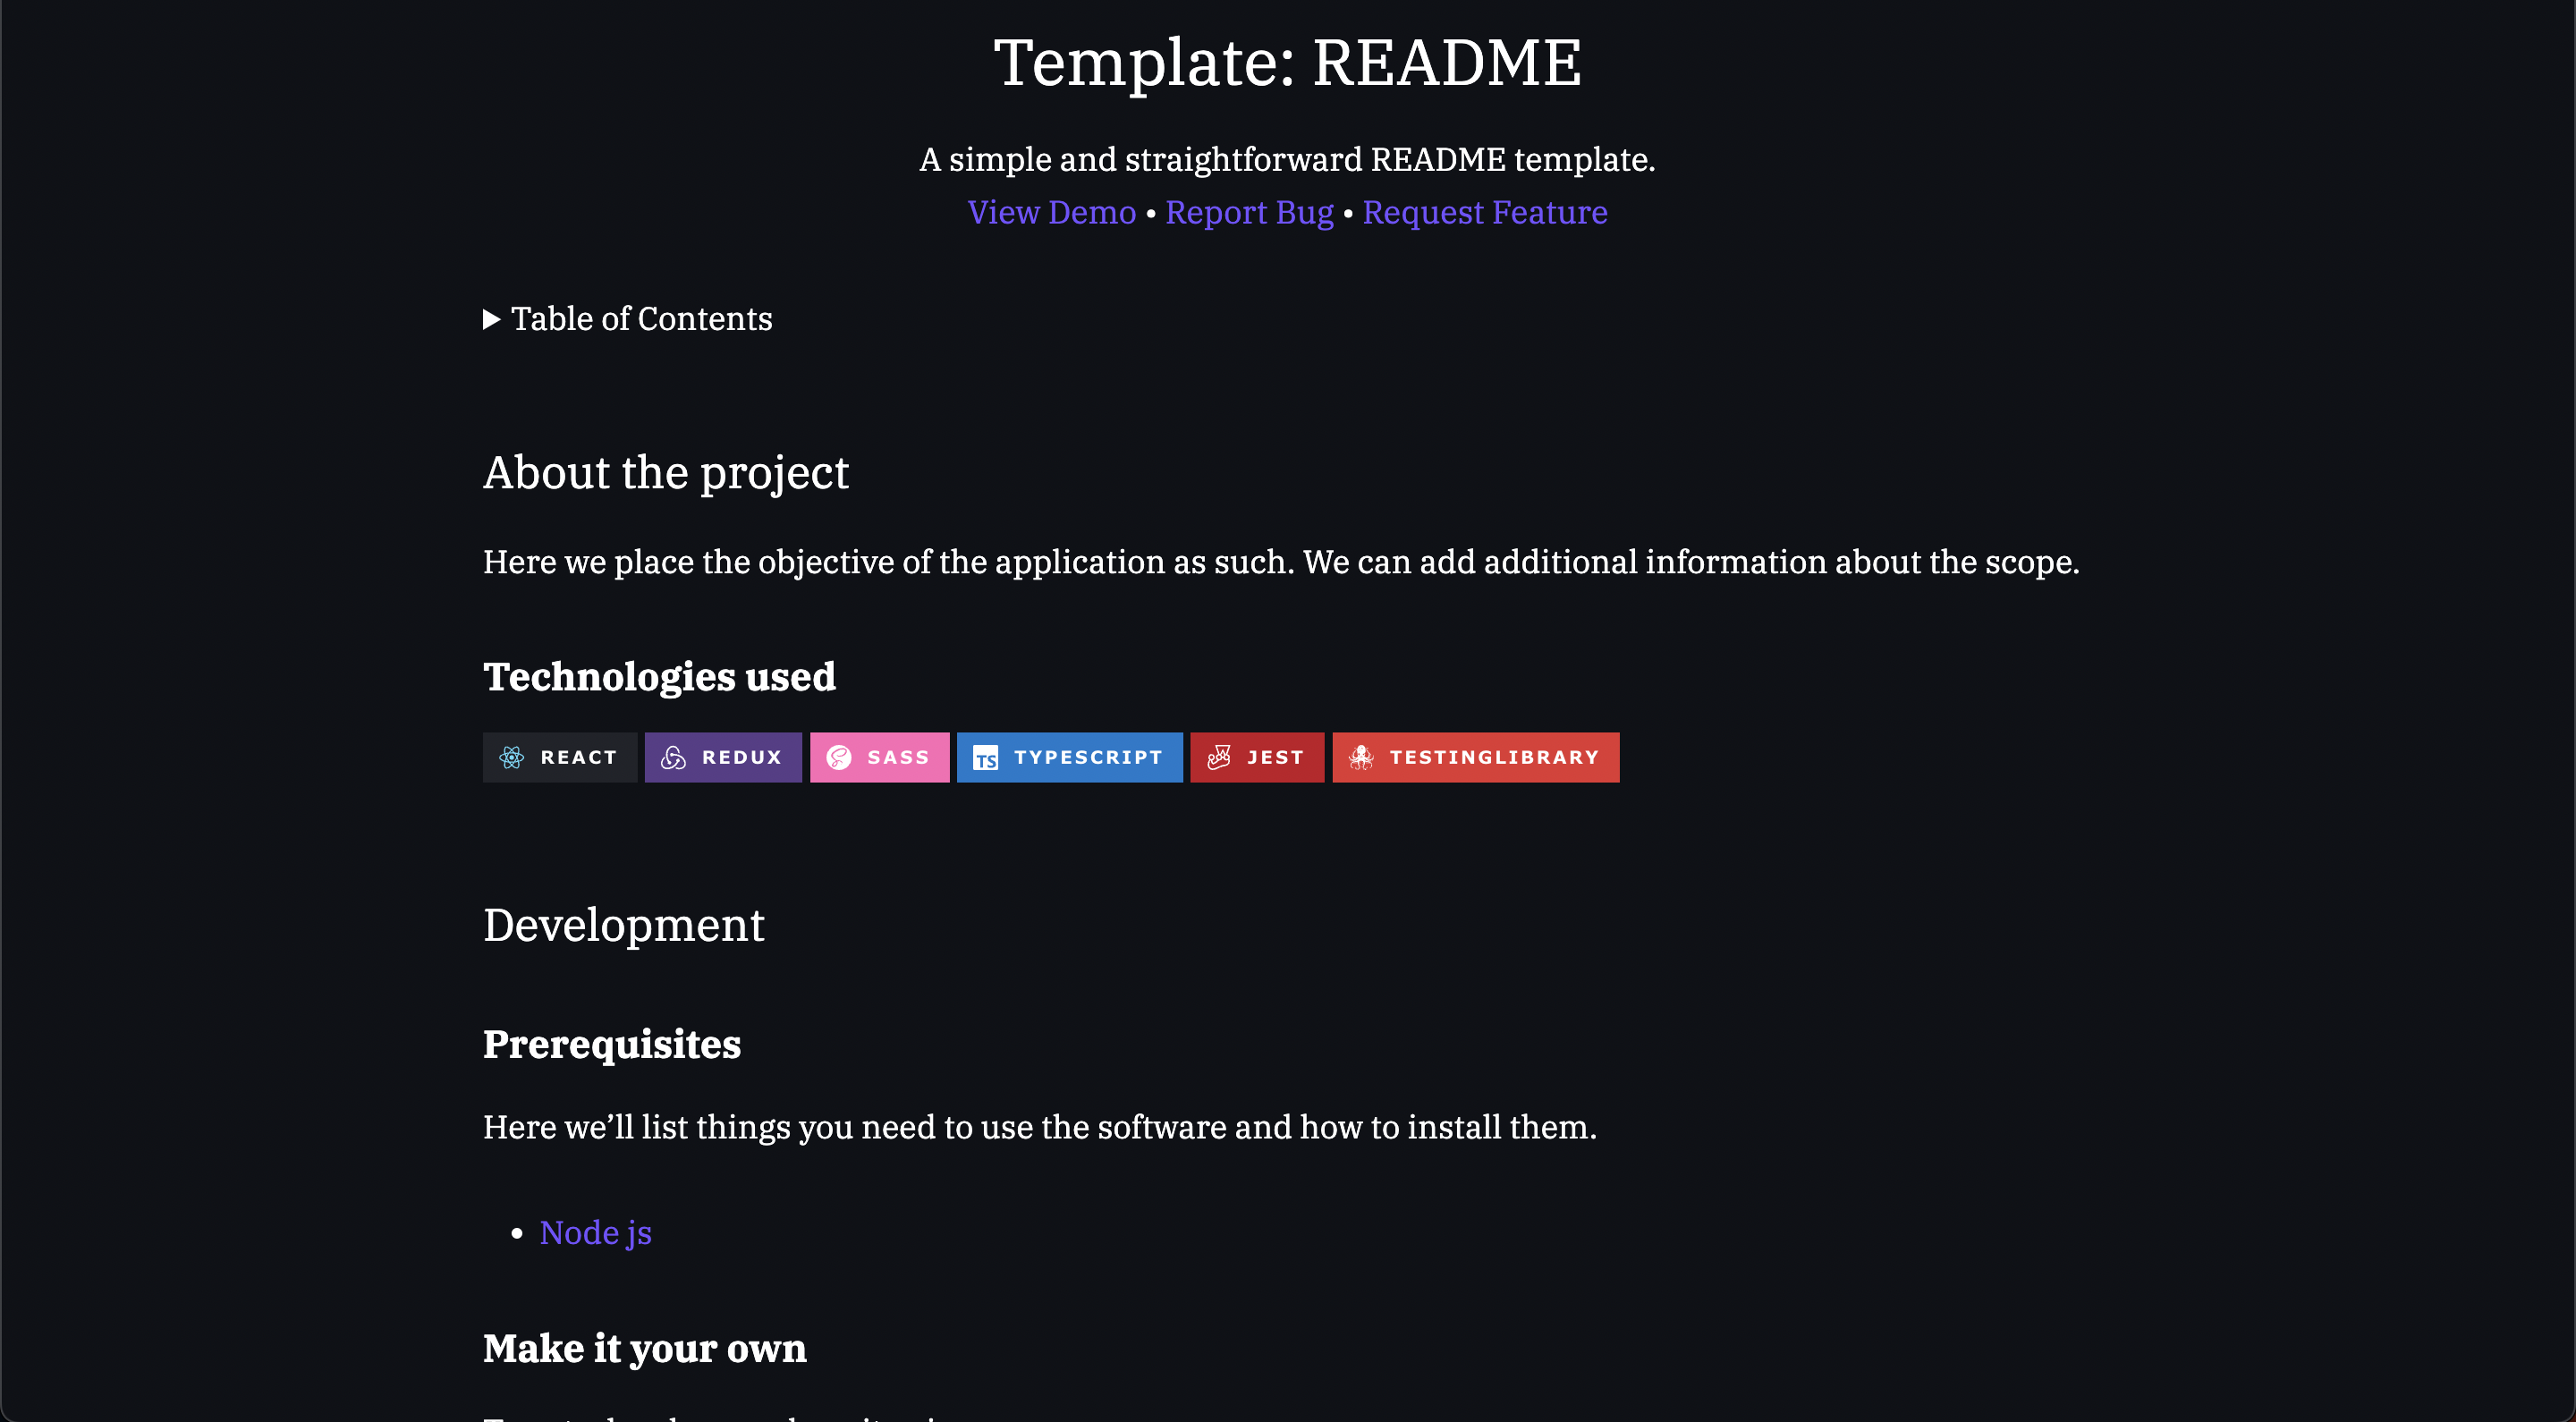 Template: README
A simple and straightforward README template.
View Demo • Report Bug • Request Feature
Table of Contents
About the project
Here we place the objective of the application as such. We can add additional information about the scope.
Technologies used
REACT REDUX SASS TS TYPESCRIPT JEST TESTINGLIBRARY
Development
Prerequisites
Here we’ll list things you need to use the software and how to install them.
• Node js
Make it your own